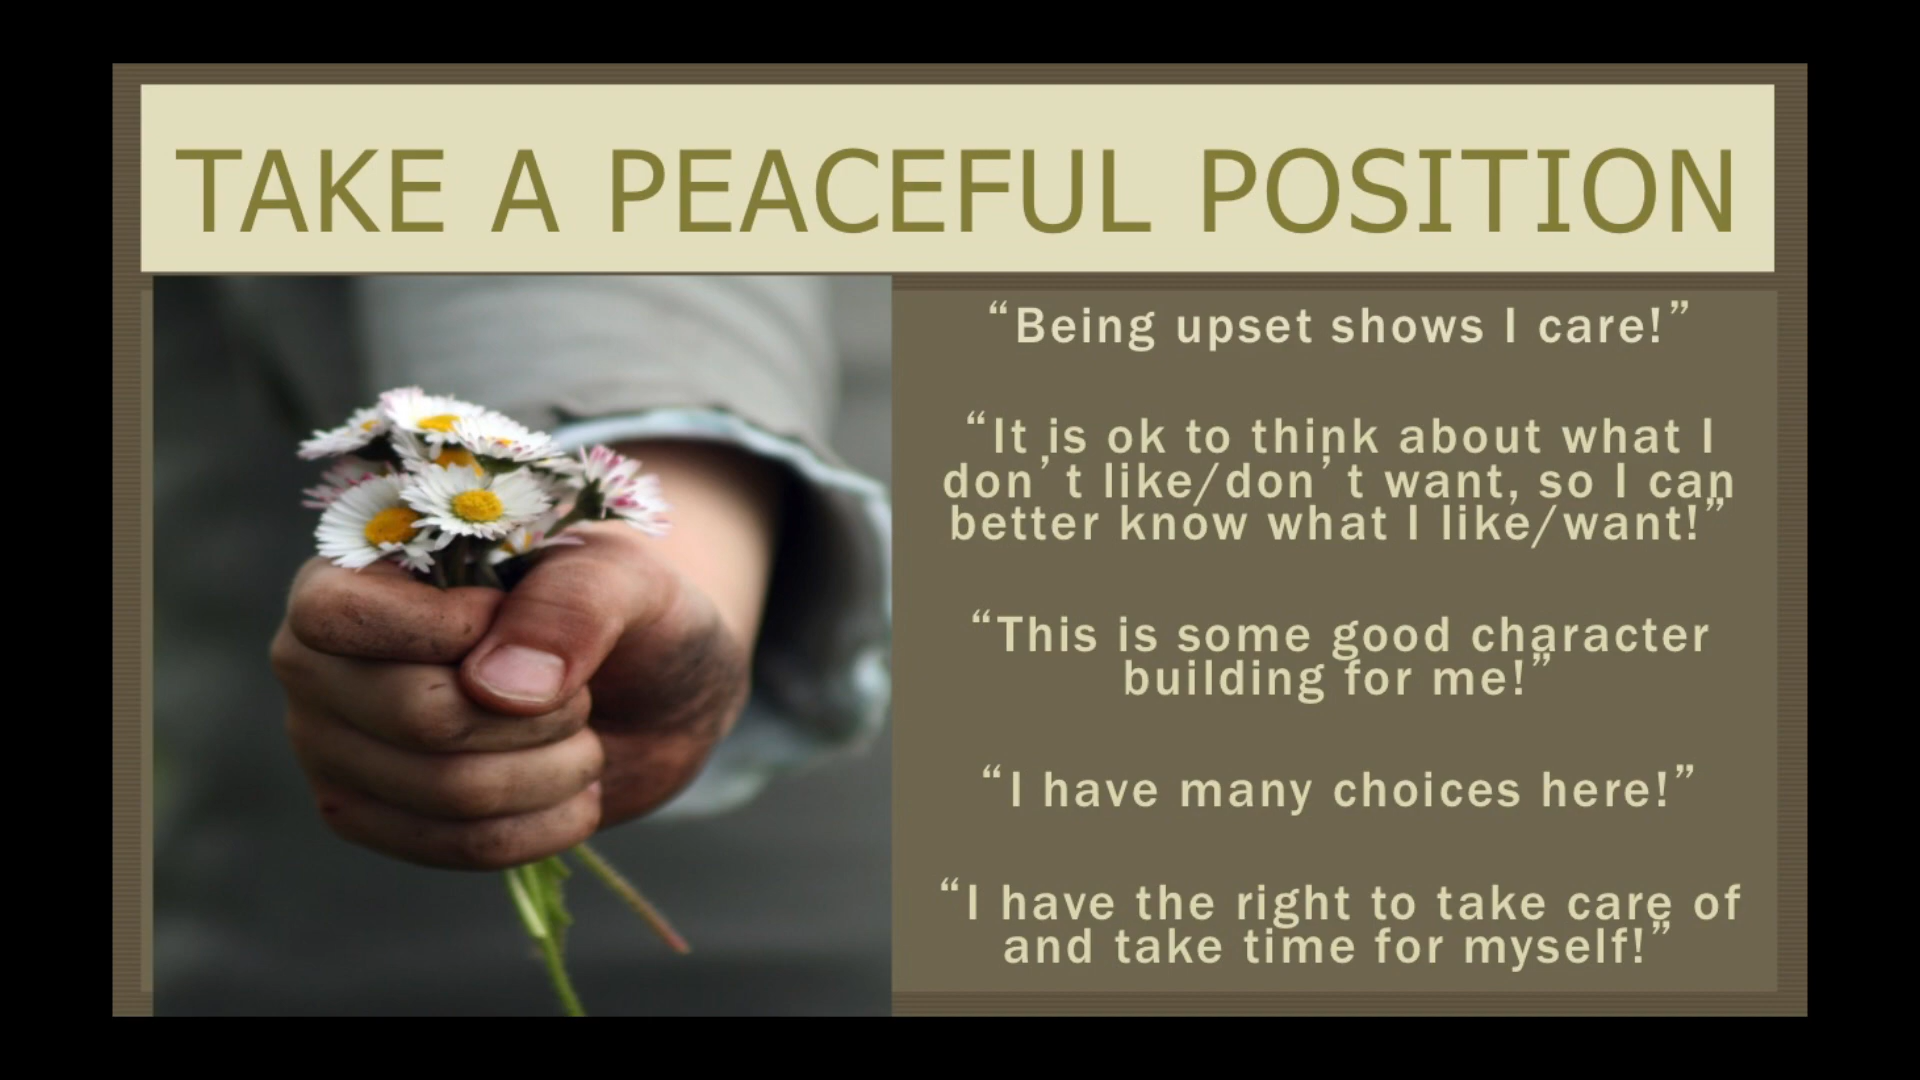 TAKE A PEACEFUL POSITION
“Being upset shows I care!”
“It is ok to think about what I
don’t like/don’t want, so I can
better know what I like/want!”
“This is some good character
building for me!”
“I have many choices here!”
“I have the right to take care of
and take time for myself!”